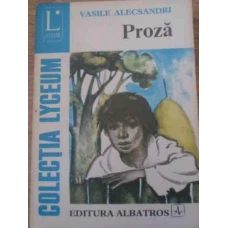 L
VASILE ALECSANDRI
Proză
COLECȚIA LYCEUM
EDITURA ALBATROS